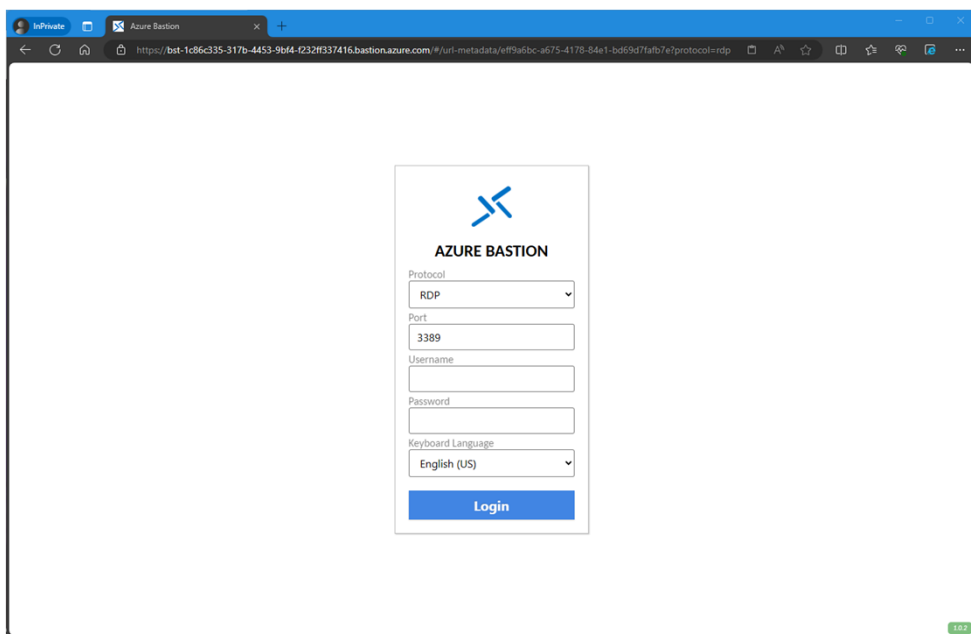 InPrivate
Azure Bastion
https://bst-1c86c335-317b-4453-9bf4-f232ff337416.bastion.azure.com/#/url-metadata/eff9a6bc-a675-4178-84e1-bd69d7fafb7e?protocol=rdp
AZURE BASTION
Protocol
RDP
Port
3389
Username
Password
Keyboard Language
English (US)
Login
1.0.2